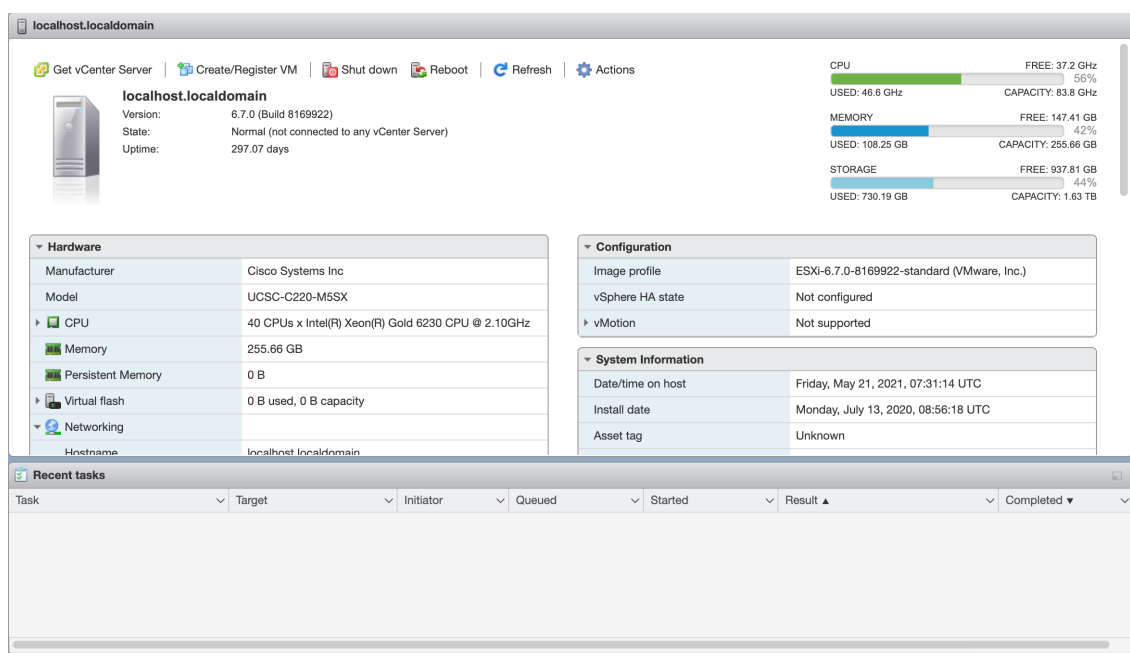 localhost.localdomain
Get vCenter Server Create/Register VM Shut down Reboot Refresh Actions
localhost.localdomain
Version: 6.7.0 (Build 8169922)
State: Normal (not connected to any vCenter Server)
Uptime: 297.07 days
CPU FREE: 37.2 GHz
56%
USED: 46.6 GHz CAPACITY: 83.8 GHz
MEMORY FREE: 147.41 GB
42%
USED: 108.25 GB CAPACITY: 255.66 GB
STORAGE FREE: 937.81 GB
44%
USED: 730.19 GB CAPACITY: 1.63 TB
Hardware
Manufacturer Cisco Systems Inc
Model UCSC-C220-M5SX
CPU 40 CPUs x Intel(R) Xeon(R) Gold 6230 CPU @ 2.10GHz
Memory 255.66 GB
Persistent Memory 0 B
Virtual flash 0 B used, 0 B capacity
Networking
Hostname localhost.localdomain
Configuration
Image profile ESXi-6.7.0-8169922-standard (VMware, Inc.)
vSphere HA state Not configured
vMotion Not supported
System Information
Date/time on host Friday, May 21, 2021, 07:31:14 UTC
Install date Monday, July 13, 2020, 08:56:18 UTC
Asset tag Unknown
Recent tasks
Task Target Initiator Queued Started Result ▲ Completed ▼